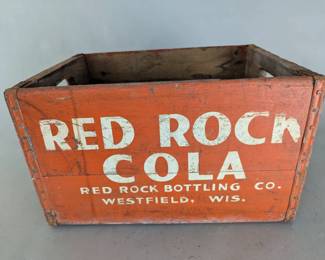 RED ROCK
COLA
RED ROCK BOTTLING CO.
WESTFIELD, WIS.